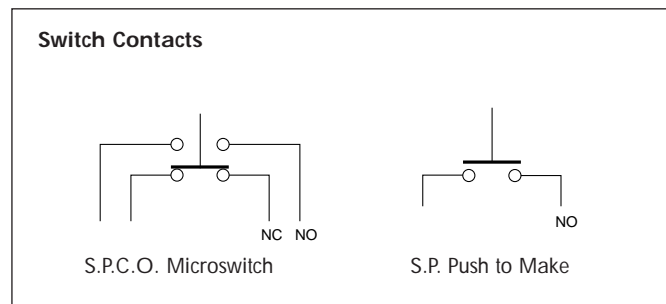 Switch Contacts
NC NO
NO
S.P.C.O. Microswitch
S.P. Push to Make